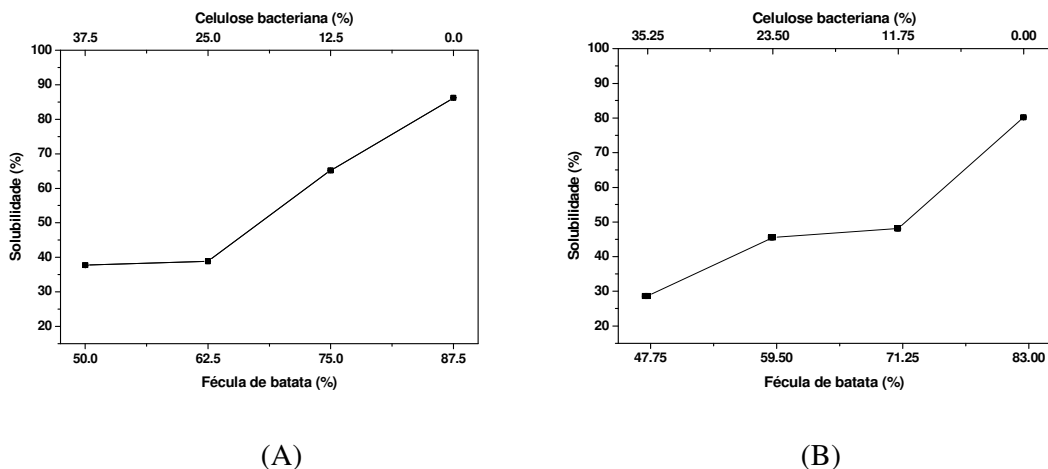 Celulose bacteriana (%)
37.5 25.0 12.5 0.0
100
90
80
70
60
50
40
30
20
Solubilidade (%)
50.0 62.5 75.0 87.5
Fécula de batata (%)
(A)
Celulose bacteriana (%)
35.25 23.50 11.75 0.00
100
90
80
70
60
50
40
30
20
Solubilidade (%)
47.75 59.50 71.25 83.00
Fécula de batata (%)
(B)